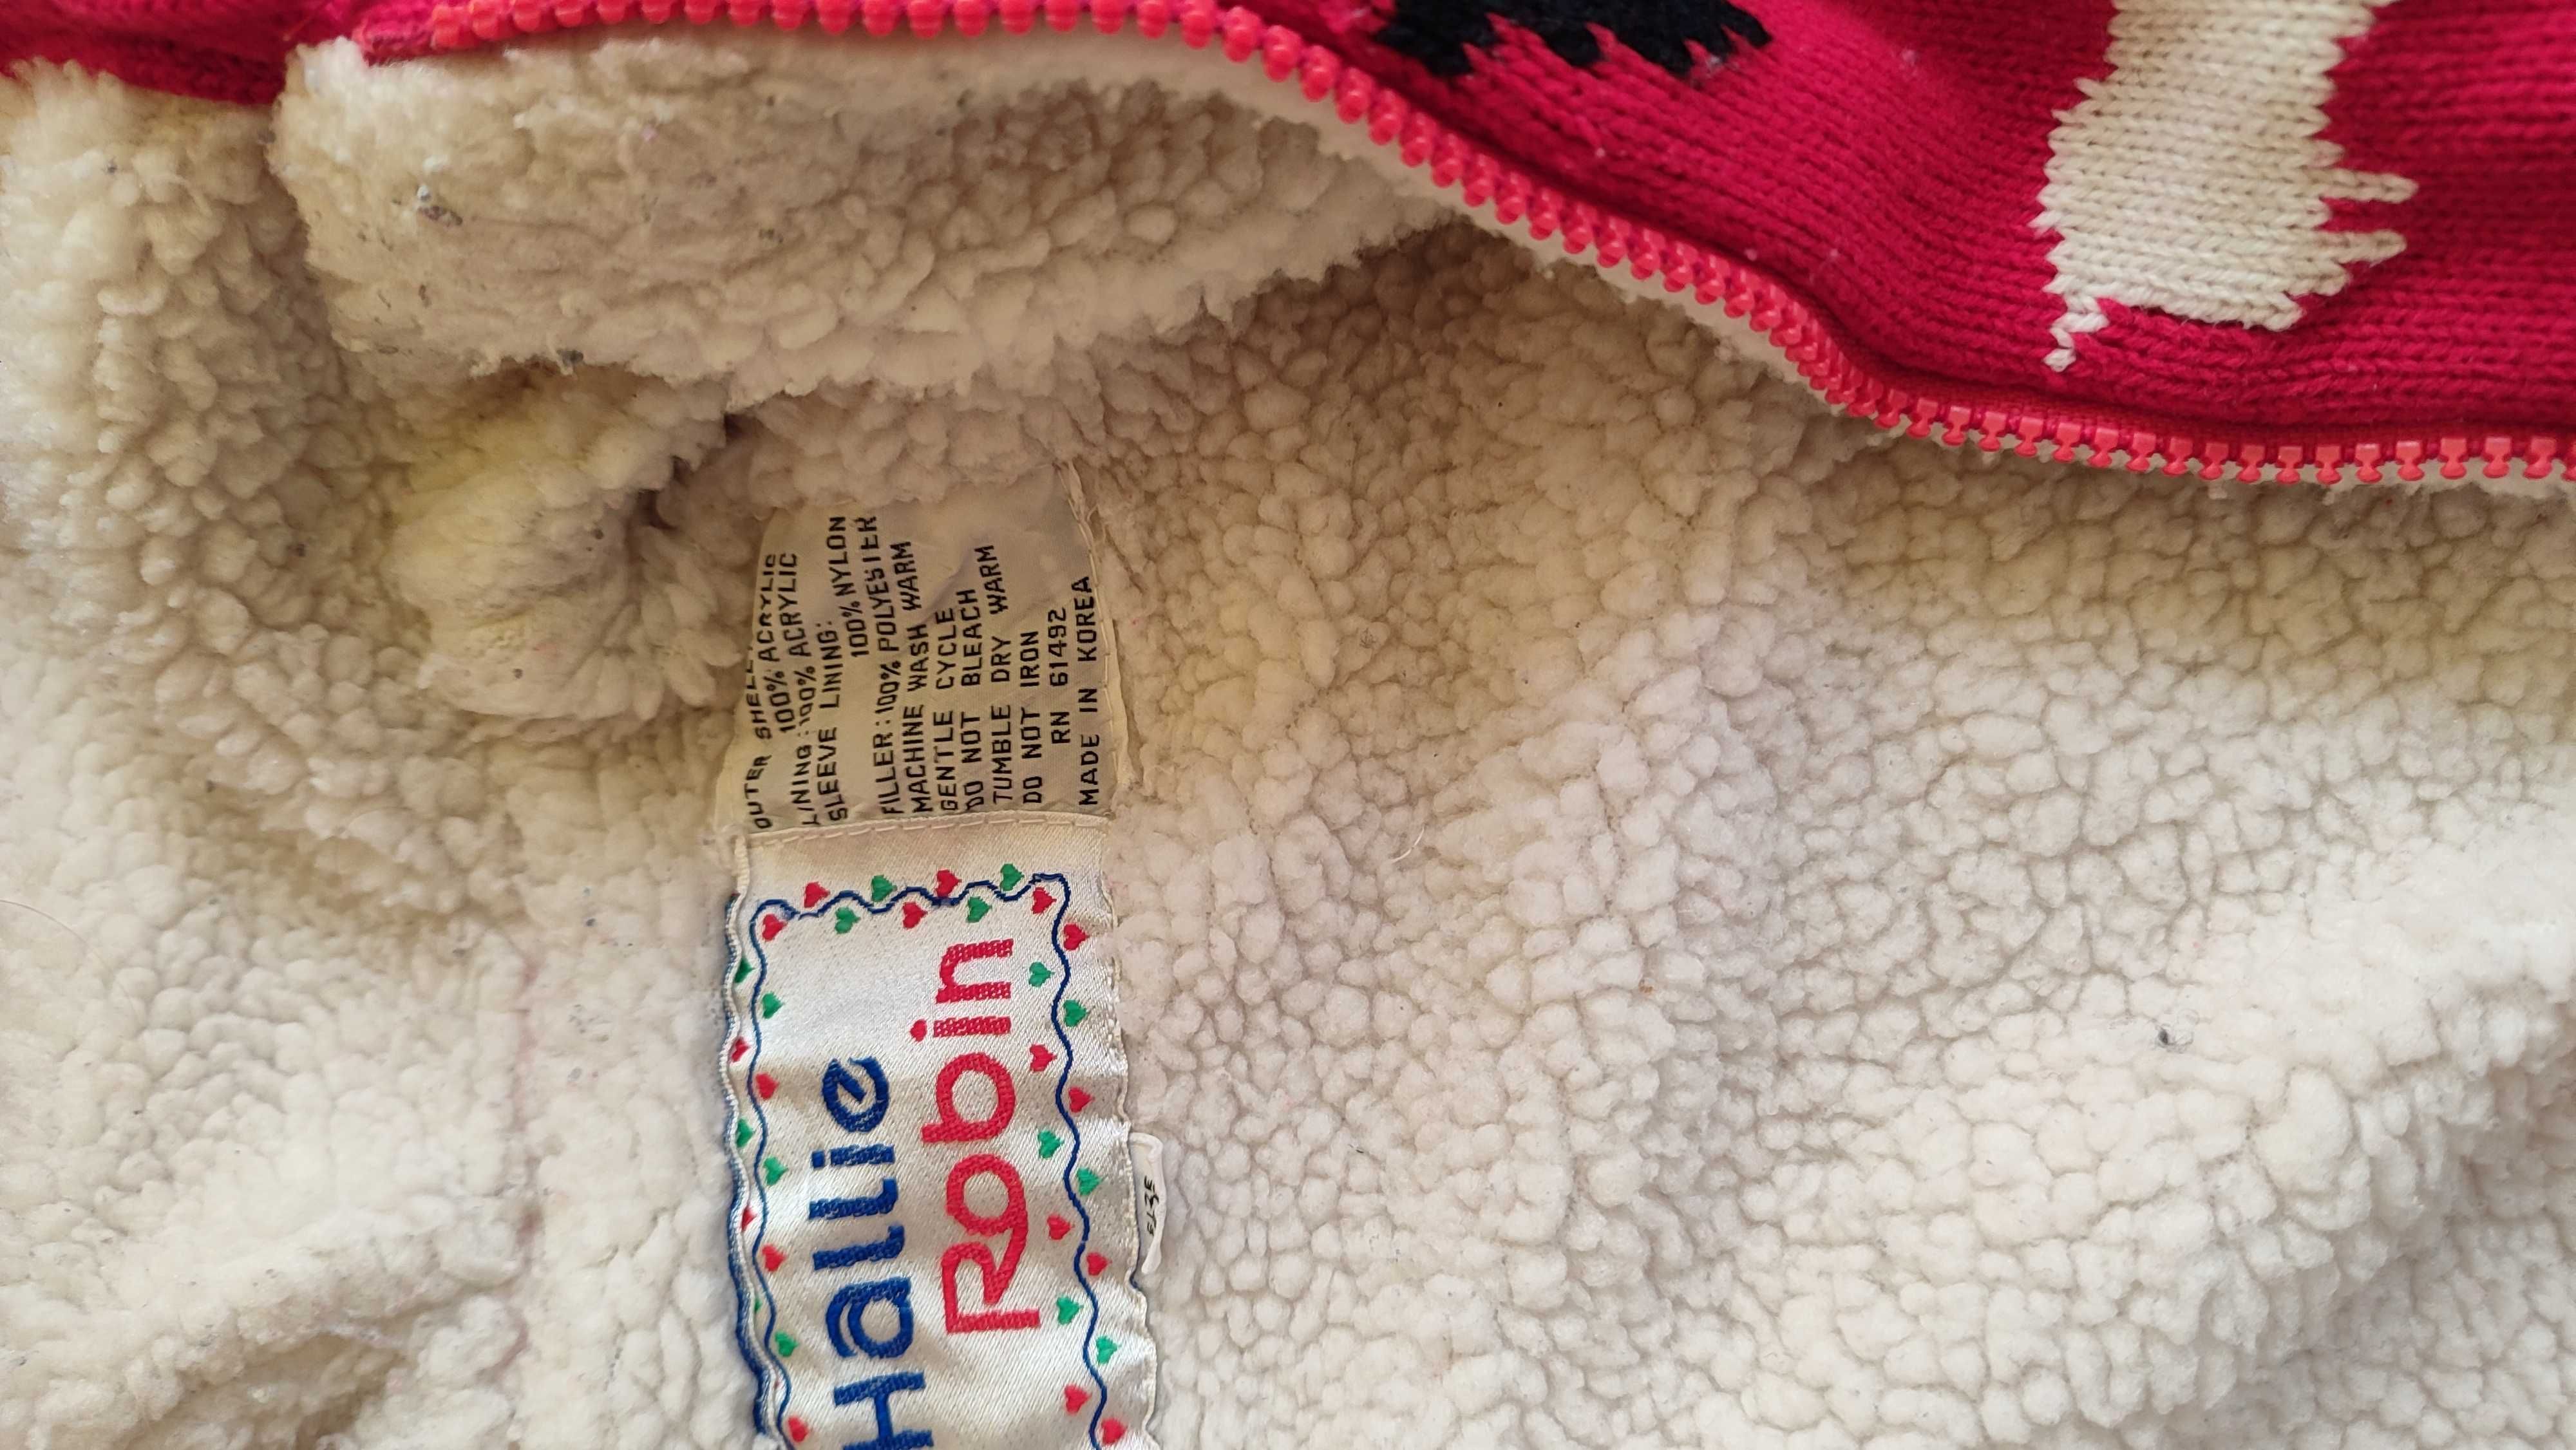 OUTER SHELL:
100% ACRYLIC
LINING:100% ACRYLIC
SLEEVE LINING:
100% NYLON
FILLER:100% POLYESTER
MACHINE WASH WARM
GENTLE CYCLE
DO NOT BLEACH
TUMBLE DRY WARM
DO NOT IRON
RN 61492
MADE IN KOREA
Hallie
Robin